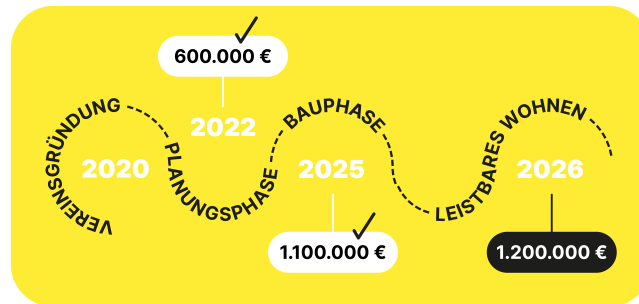 VEREINSGRÜNDUNG
2020
600.000 €
2022
PLANUNGSPHASE
BAUPHASE
2025
1.100.000 €
LEISTBARES WOHNEN
2026
1.200.000 €